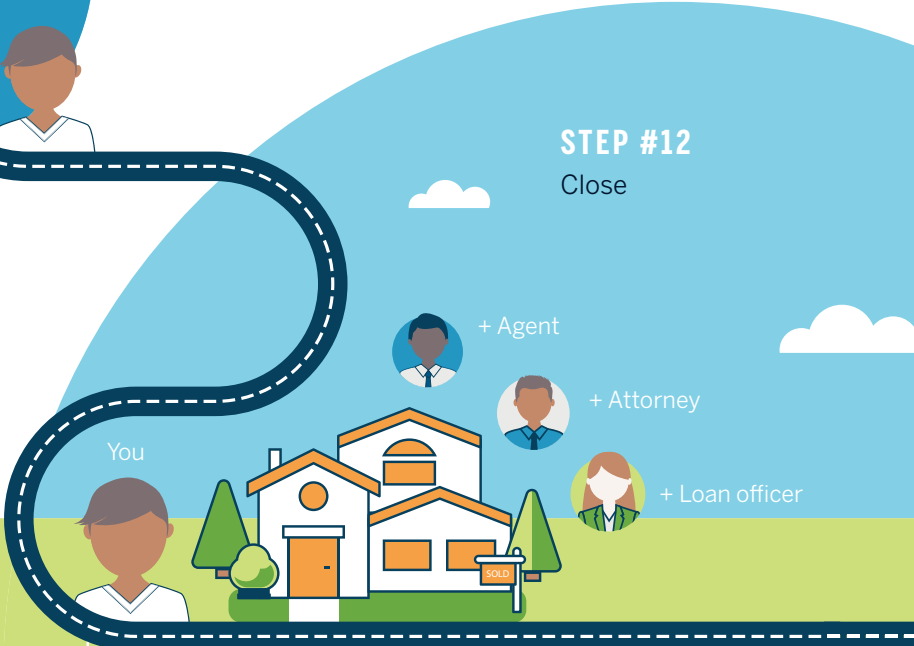 STEP #12
Close
+ Agent
+ Attorney
You
+ Loan officer
SOLD